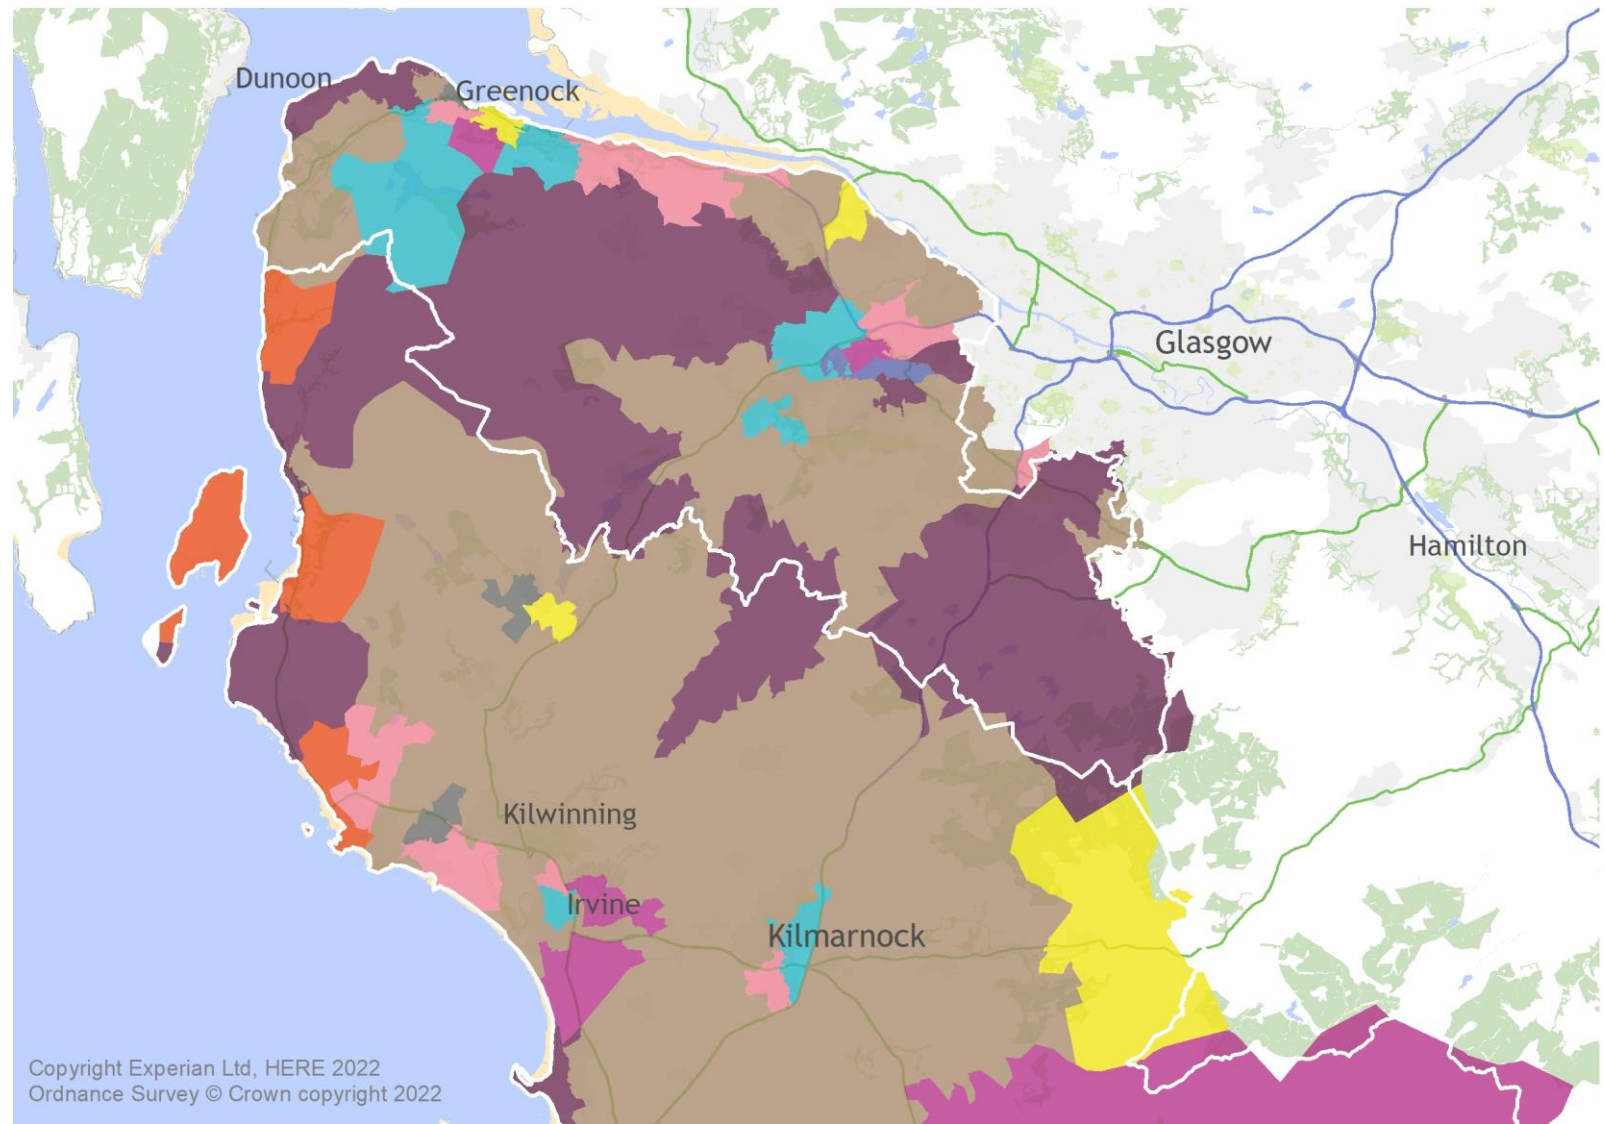 Dunoon
Greenock
Glasgow
Hamilton
Kilwinning
Irvine
Kilmarnock
Copyright Experian Ltd, HERE 2022
Ordnance Survey © Crown copyright 2022